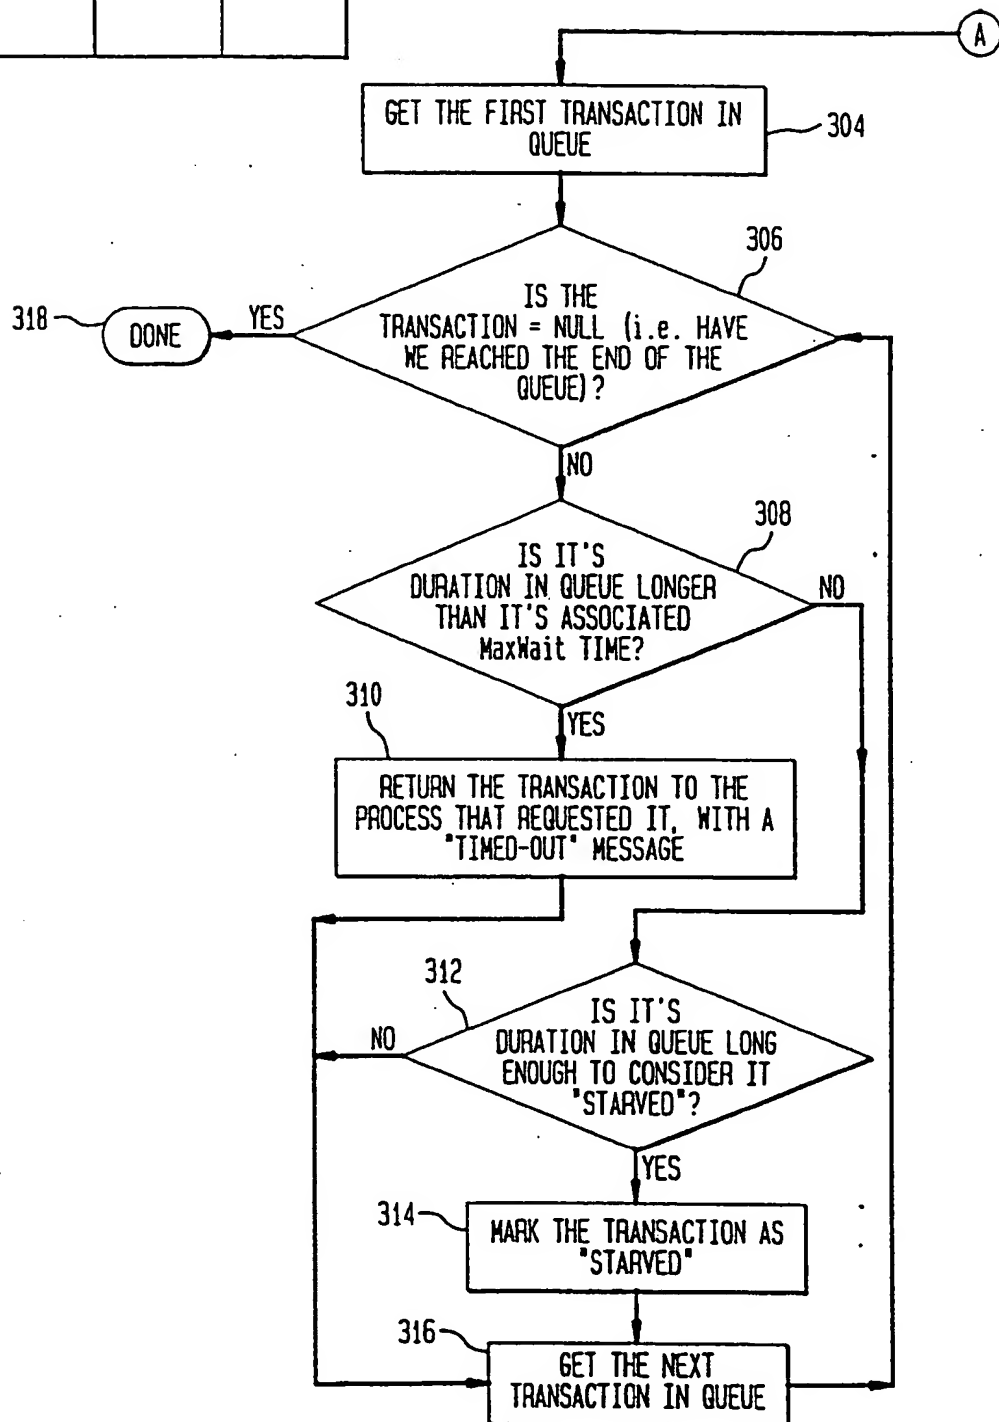 A
GET THE FIRST TRANSACTION IN
QUEUE
304
306
IS THE
TRANSACTION = NULL (i.e. HAVE
WE REACHED THE END OF THE
QUEUE)?
YES
318
DONE
NO
308
IS IT'S
DURATION IN QUEUE LONGER
THAN IT'S ASSOCIATED
MaxWait TIME?
NO
310
YES
RETURN THE TRANSACTION TO THE
PROCESS THAT REQUESTED IT, WITH A
"TIMED-OUT" MESSAGE
312
IS IT'S
DURATION IN QUEUE LONG
ENOUGH TO CONSIDER IT
"STARVED"?
NO
YES
314
MARK THE TRANSACTION AS
"STARVED"
316
GET THE NEXT
TRANSACTION IN QUEUE